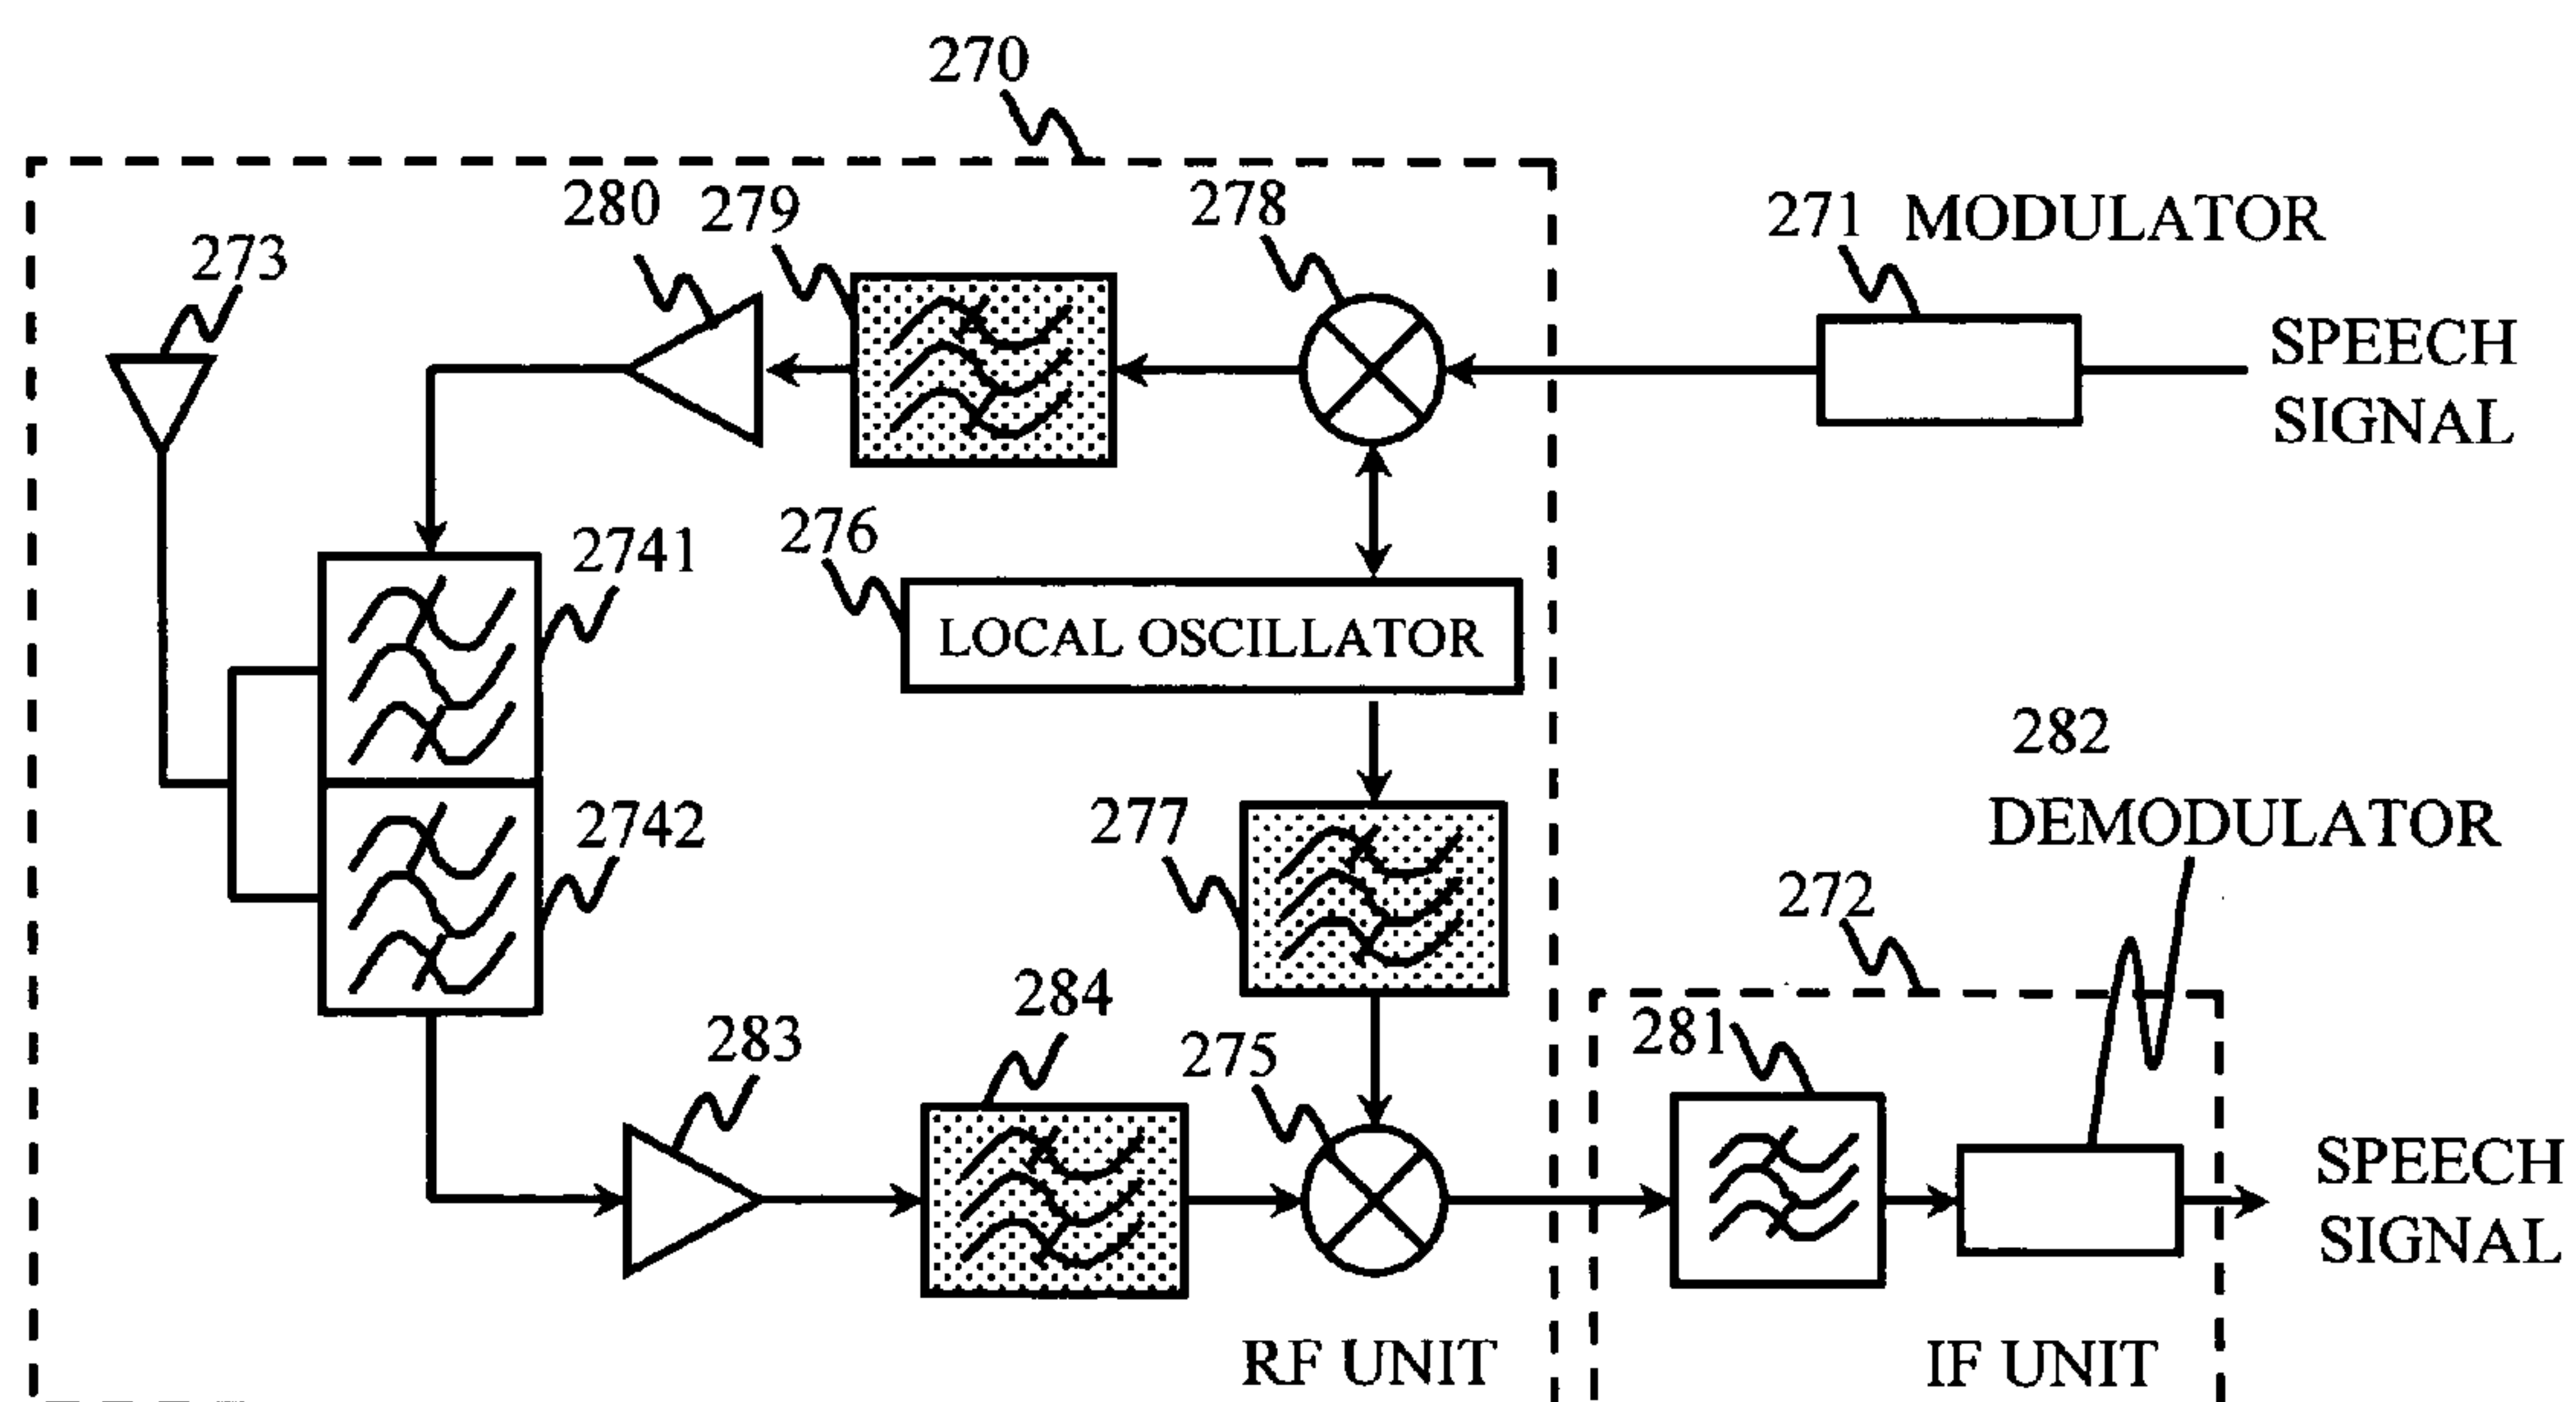 270
280
279
278
271 MODULATOR
273
SPEECH
SIGNAL
2741
276
LOCAL OSCILLATOR
282
DEMODULATOR
2742
277
272
284
283
275
281
SPEECH
SIGNAL
RF UNIT
IF UNIT